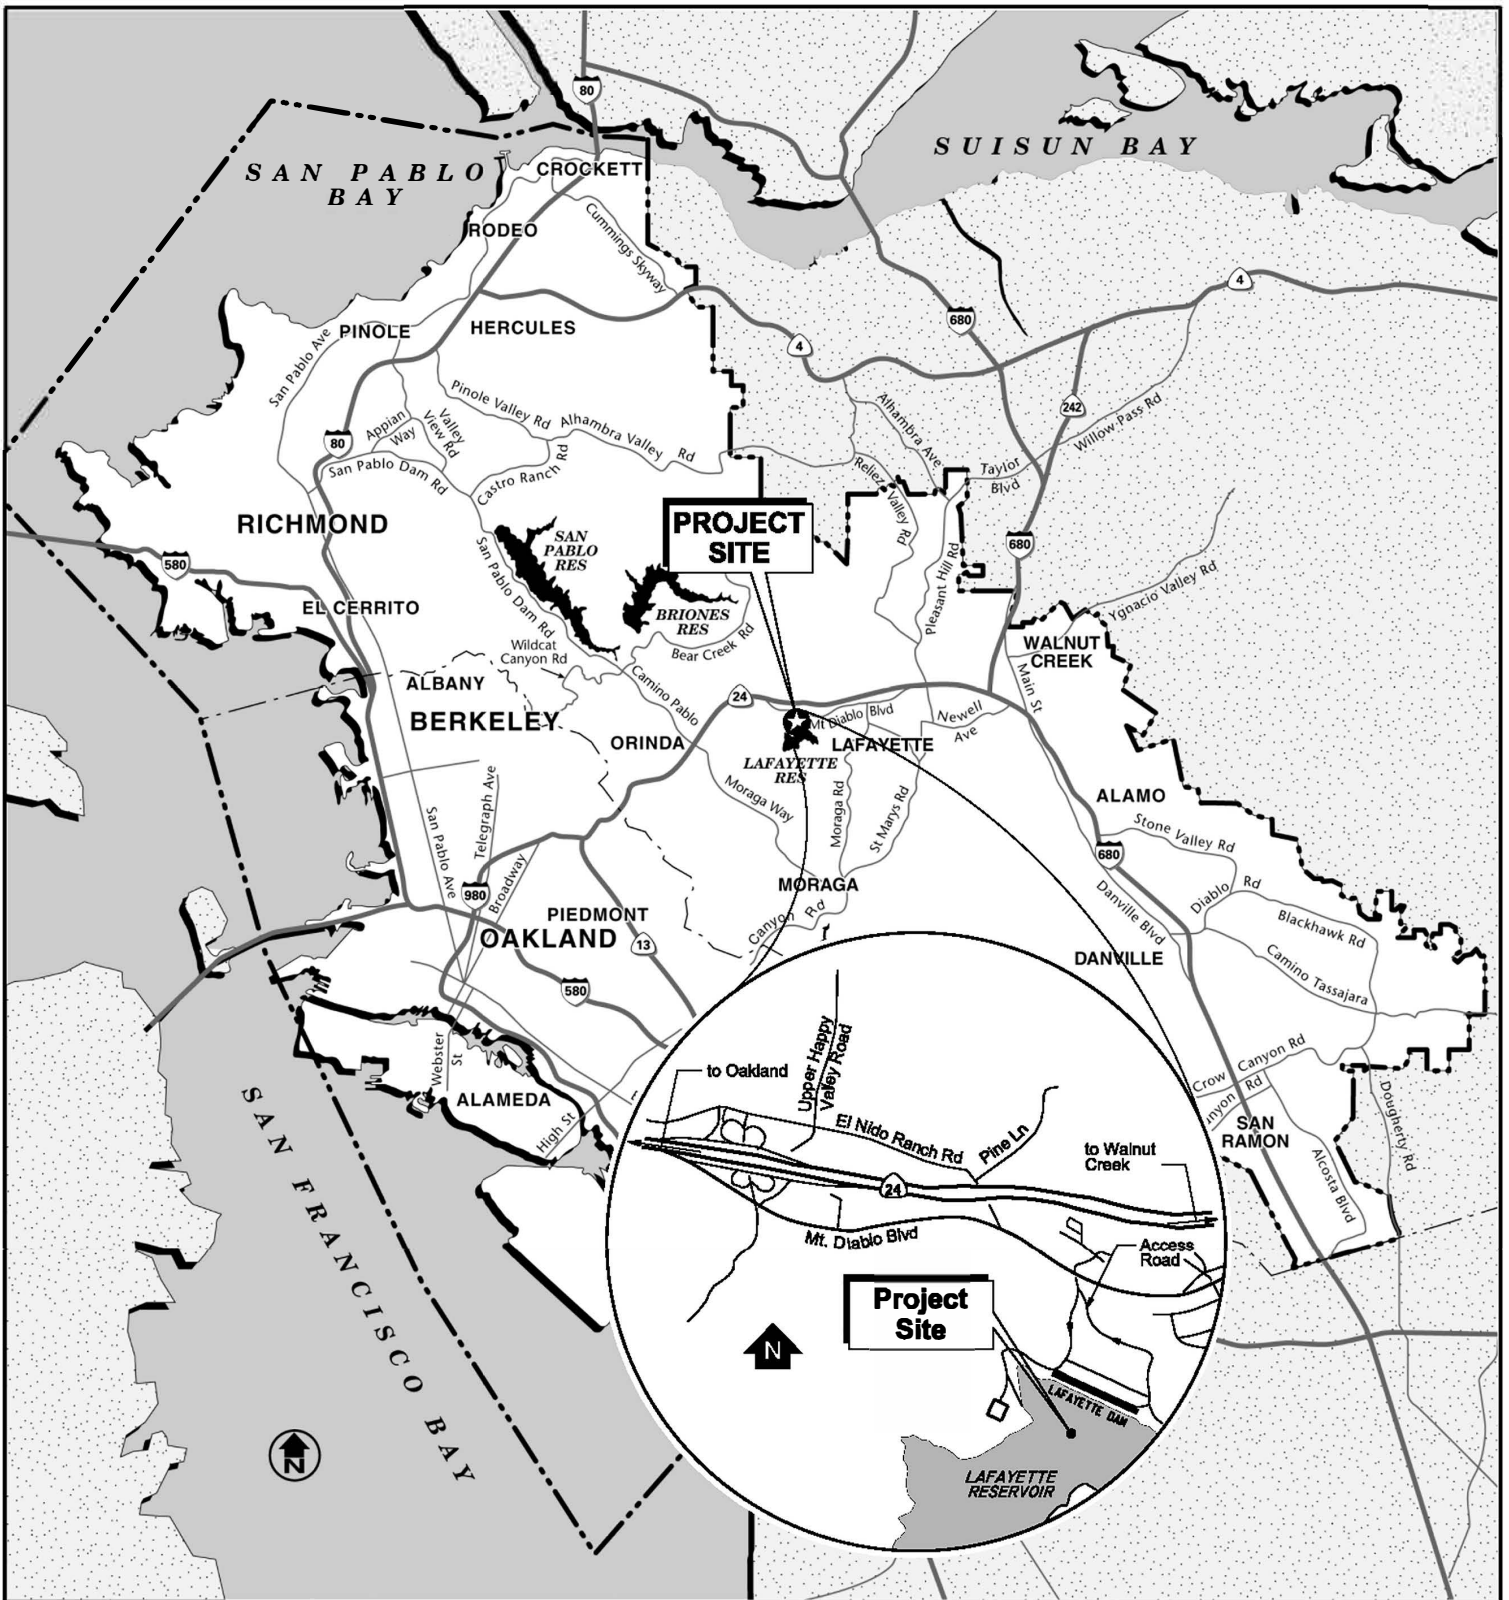 80
SUISUN BAY
SAN PABLO
BAY
CROCKETT
RODEO
Cummings Skyway
4
680
PINOLE
HERCULES
San Pablo Ave
4
Pinole Valley Rd
Alhambra Valley Rd
Alhambra Ave
242
Willow Pass Rd
80
Appian
Way
Valley
View Rd
San Pablo Dam Rd
Castro Ranch Rd
Reliez Valley Rd
Taylor
Blvd
RICHMOND
PROJECT
SITE
SAN
PABLO
RES
580
San Pablo Dam Rd
680
Pleasant Hill Rd
Ygnacio Valley Rd
EL CERRITO
BRIONES
RES
Bear Creek Rd
Wildcat
Canyon Rd
WALNUT
CREEK
Main St
ALBANY
Camino Pablo
24
BERKELEY
ORINDA
Mt Diablo Blvd
Newell
Ave
LAFAYETTE
LAFAYETTE
RES
Telegraph Ave
San Pablo Ave
Moraga Way
Moraga Rd
St Marys Rd
ALAMO
Stone Valley Rd
680
980
Broadway
MORAGA
Canyon Rd
Danville Blvd
Diablo Rd
Blackhawk Rd
PIEDMONT
OAKLAND
13
580
DANVILLE
Camino Tassajara
Webster
St
ALAMEDA
High St
Crow Canyon Rd
nyon Rd
SAN
RAMON
Dougherty Rd
Alcosta Blvd
SAN FRANCISCO BAY
N
to Oakland
Upper Happy
Valley Road
El Nido Ranch Rd
Pine Ln
to Walnut
Creek
24
Mt. Diablo Blvd
Access
Road
Project
Site
N
LAFAYETTE DAM
LAFAYETTE
RESERVOIR